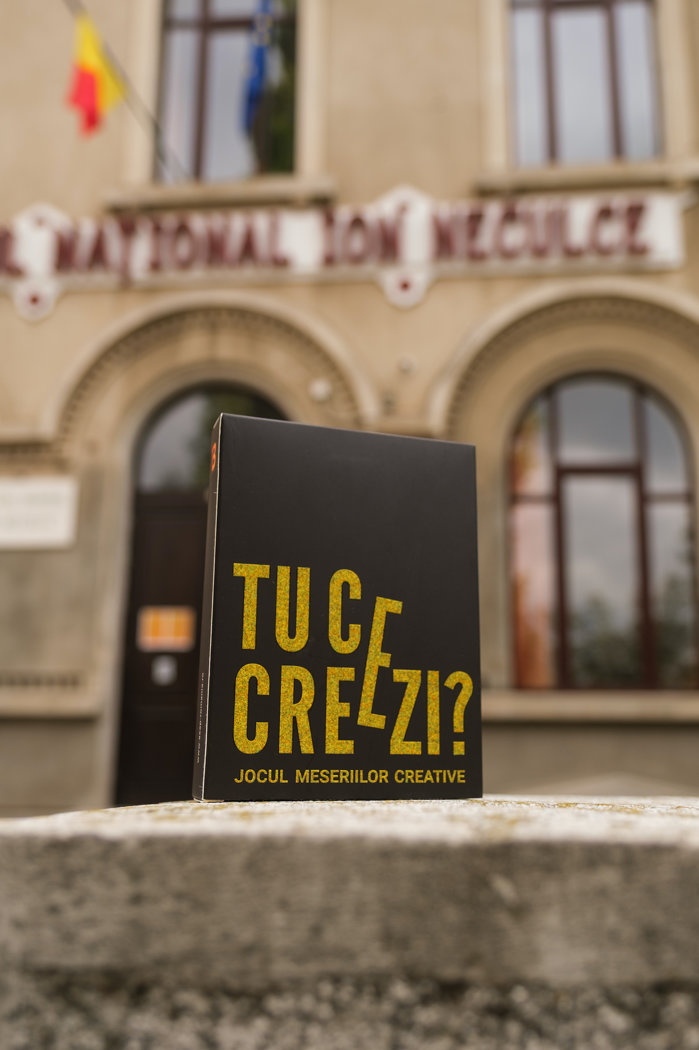 "NAȚIONAL ION NECULCE
TU CE
CREEZI?
JOCUL MESERIILOR CREATIVE